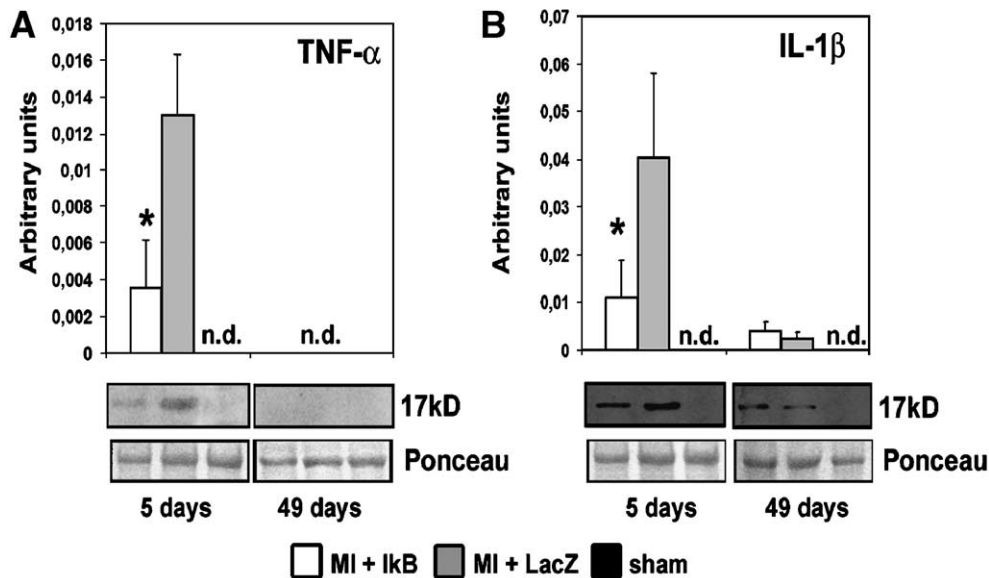 A
TNF-α
Arbitrary units
0,018
0,016
0,014
0,012
0,01
0,008
0,006
0,004
0,002
0
*
n.d.
n.d.
17kD
Ponceau
5 days
49 days
B
IL-1β
Arbitrary units
0,07
0,06
0,05
0,04
0,03
0,02
0,01
0
*
n.d.
n.d.
17kD
Ponceau
5 days
49 days
MI + IkB
MI + LacZ
sham